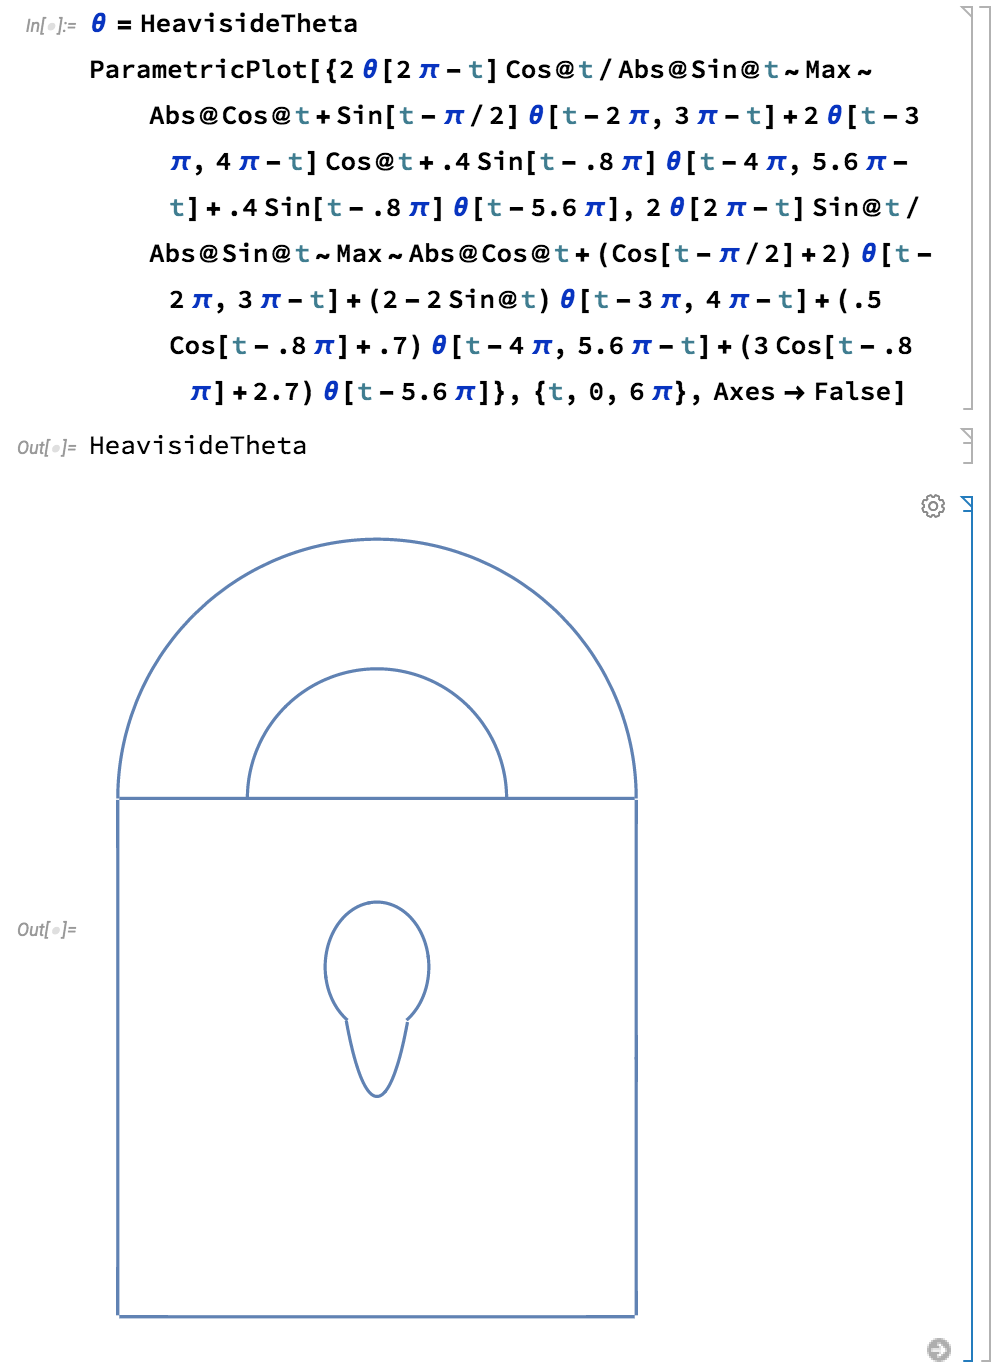 In[ ]:= θ = HeavisideTheta
ParametricPlot[{2 θ[2 π - t] Cos@t / Abs@Sin@t ~ Max ~
Abs@Cos@t + Sin[t - π / 2] θ[t - 2 π, 3 π - t] + 2 θ[t - 3
π, 4 π - t] Cos@t + .4 Sin[t - .8 π] θ[t - 4 π, 5.6 π -
t] + .4 Sin[t - .8 π] θ[t - 5.6 π], 2 θ[2 π - t] Sin@t /
Abs@Sin@t ~ Max ~ Abs@Cos@t + (Cos[t - π / 2] + 2) θ[t -
2 π, 3 π - t] + (2 - 2 Sin@t) θ[t - 3 π, 4 π - t] + (.5
Cos[t - .8 π] + .7) θ[t - 4 π, 5.6 π - t] + (3 Cos[t - .8
π] + 2.7) θ[t - 5.6 π]}, {t, 0, 6 π}, Axes → False]
Out[ ]= HeavisideTheta
Out[ ]=